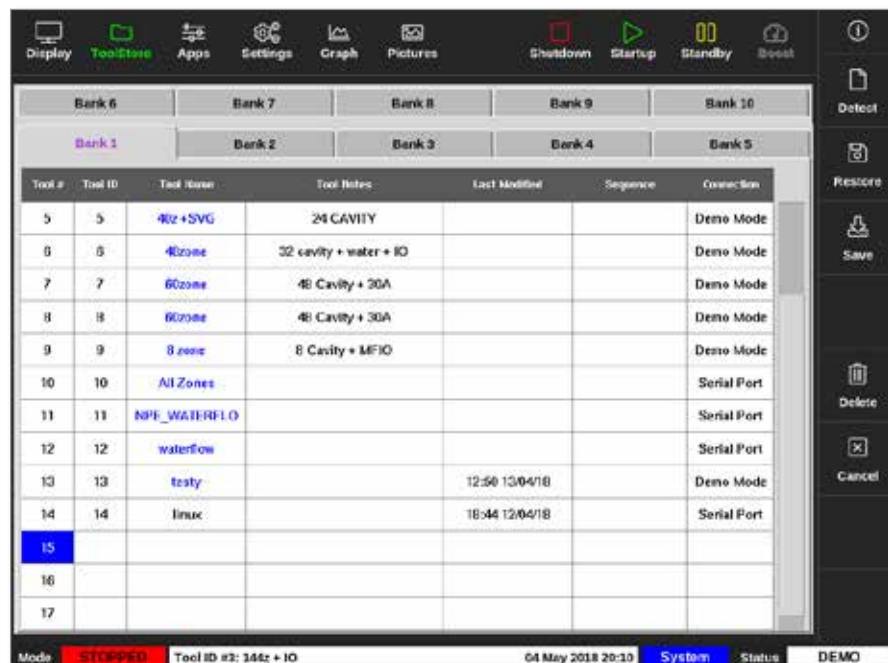 Display ToolStore Apps Settings Graph Pictures Shutdown Startup Standby Boost
Bank 6 Bank 7 Bank 8 Bank 9 Bank 10
Detect
Bank 1 Bank 2 Bank 3 Bank 4 Bank 5
Restore
Tool # Tool ID Tool Name Tool Notes Last Modified Sequence Connection
5 5 40z+SVG 24 CAVITY Demo Mode
6 6 40zone 32 cavity + water + IO Demo Mode
Save
7 7 60zone 48 Cavity + 30A Demo Mode
8 8 60zone 48 Cavity + 30A Demo Mode
9 9 8 zone 8 Cavity + MFIO Demo Mode
10 10 All Zones Serial Port
Delete
11 11 NPE_WATERFLO Serial Port
12 12 waterflow Serial Port
13 13 testy 12:50 13/04/18 Demo Mode
Cancel
14 14 linux 18:44 12/04/18 Serial Port
15
16
17
Mode STOPPED Tool ID #3: 144z + IO 04 May 2018 20:10 System Status DEMO